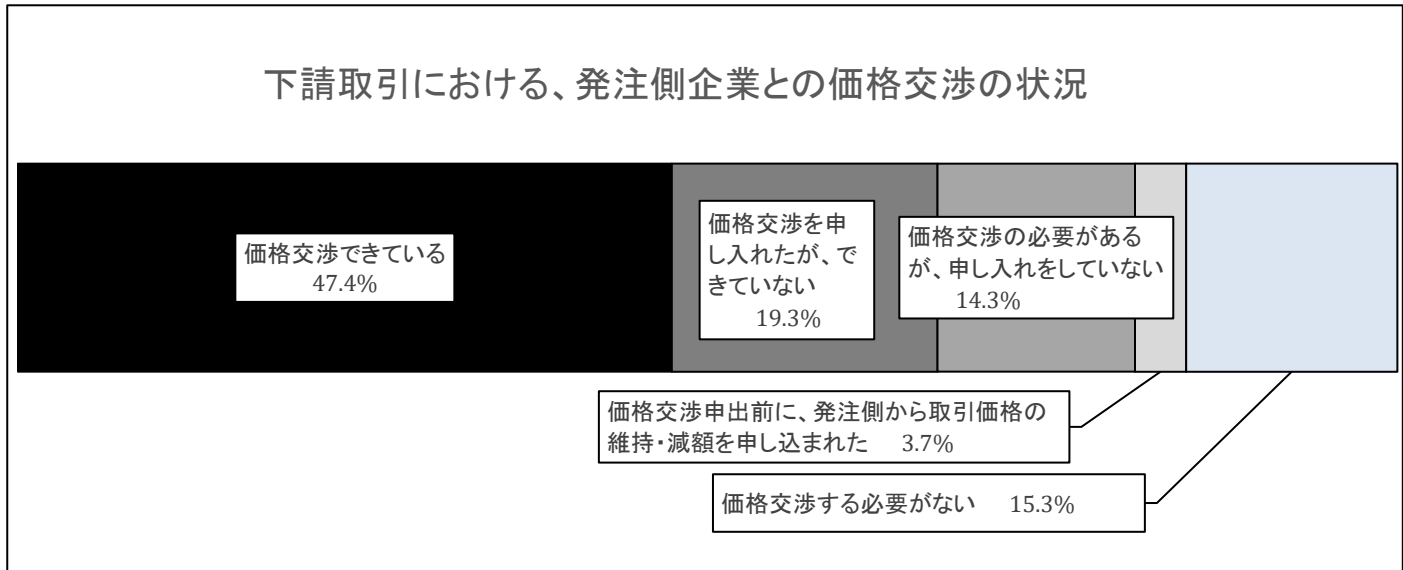 下請取引における、発注側企業との価格交渉の状況
価格交渉できている
47.4%
価格交渉を申
し入れたが、で
きていない
19.3%
価格交渉の必要がある
が、申し入れをしていない
14.3%
価格交渉申出前に、発注側から取引価格の
維持・減額を申し込まれた 3.7%
価格交渉する必要がない 15.3%